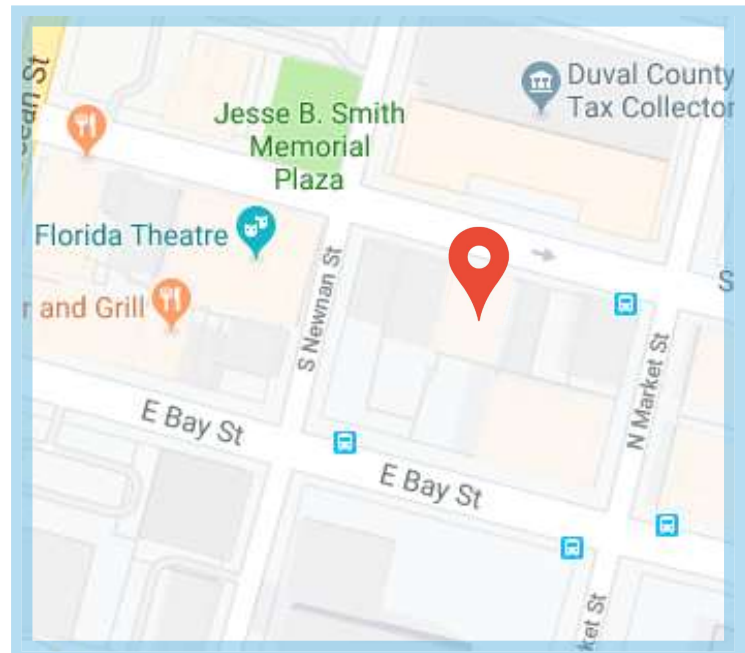 Duval County
Tax Collector
Jesse B. Smith
Memorial
Plaza
Florida Theatre
r and Grill
S Newnan St
S
N Market St
E Bay St
E Bay St
ket St